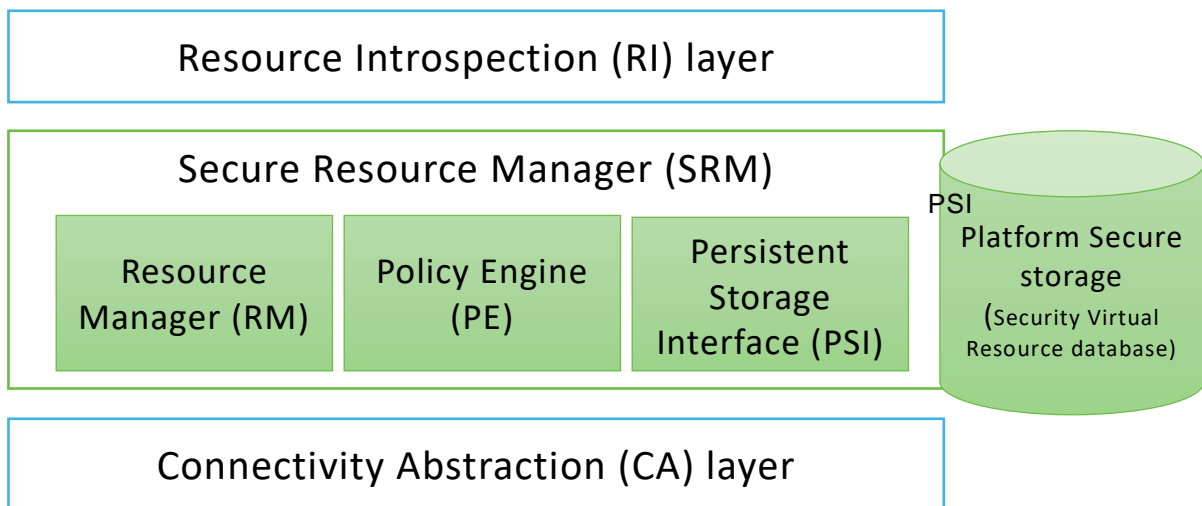 Resource Introspection (RI) layer
Secure Resource Manager (SRM)
Resource
Manager (RM)
Policy Engine
(PE)
Persistent
Storage
Interface (PSI)
PSI
Platform Secure
storage
(Security Virtual
Resource database)
Connectivity Abstraction (CA) layer